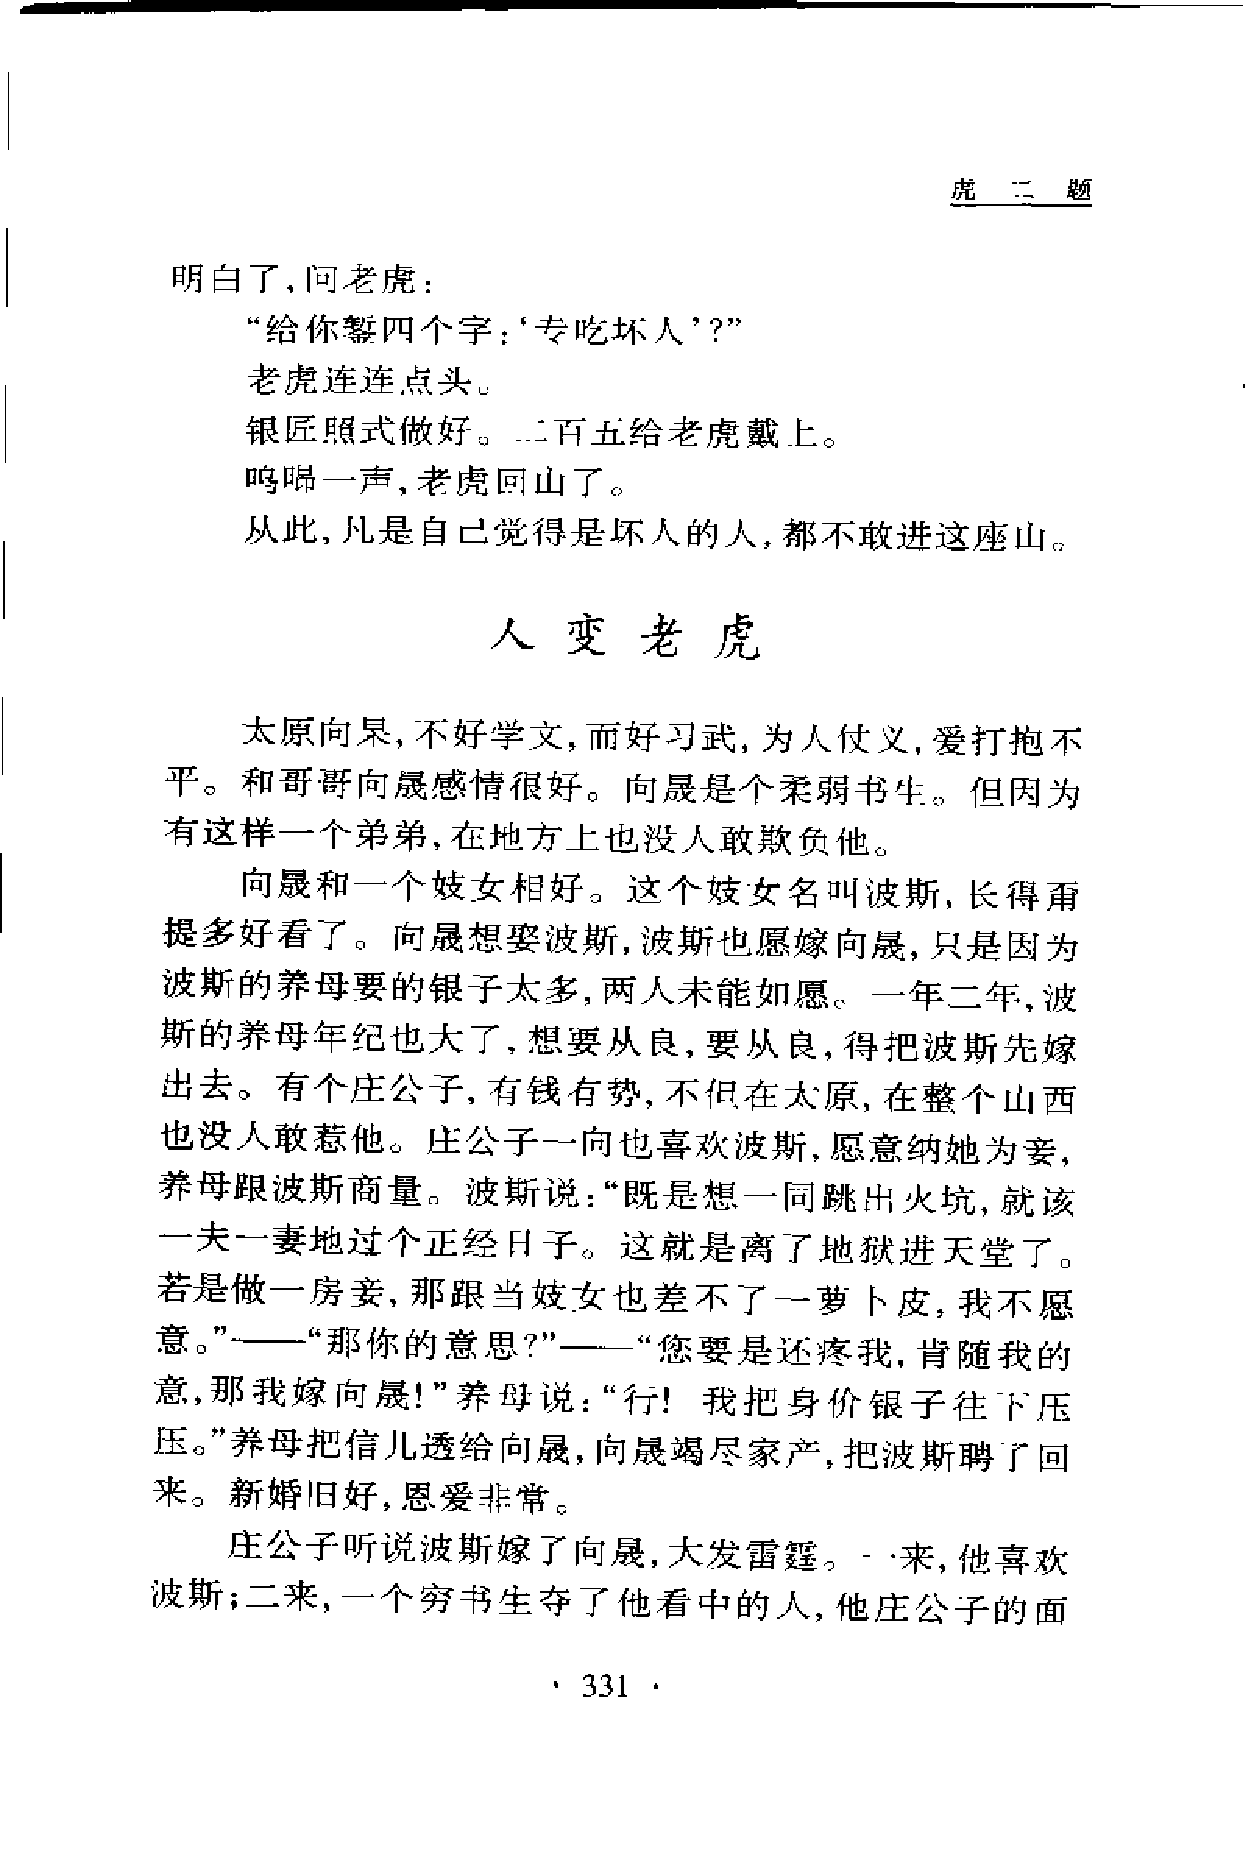 虎二题
明白了,问老虎:
“给你錾四个字:‘专吃坏人’?”
老虎连连点头。
银匠照式做好。二百五给老虎戴上。
呜噑一声,老虎回山了。
从此,凡是自己觉得是坏人的人,都不敢进这座山。
人变老虎
太原向杲,不好学文,而好习武,为人仗义,爱打抱不
平。和哥哥向晟感情很好。向晟是个柔弱书生。但因为
有这样一个弟弟,在地方上也没人敢欺负他。
向晟和一个妓女相好。这个妓女名叫波斯,长得甭
提多好看了。向晟想娶波斯,波斯也愿嫁向晟,只是因为
波斯的养母要的银子太多,两人未能如愿。一年二年,波
斯的养母年纪也大了,想要从良,要从良,得把波斯先嫁
出去。有个庄公子,有钱有势,不但在太原,在整个山西
也没人敢惹他。庄公子一向也喜欢波斯,愿意纳她为妾,
养母跟波斯商量。波斯说:“既是想一同跳出火坑,就该
一夫一妻地过个正经日子。这就是离了地狱进天堂了。
若是做一房妾,那跟当妓女也差不了一萝卜皮,我不愿
意。”——“那你的意思?”——“您要是还疼我,肯随我的
意,那我嫁向晟!”养母说:“行! 我把身价银子往下压
压。”养母把信儿透给向晟,向晟竭尽家产,把波斯聘了回
来。新婚旧好,恩爱非常。
庄公子听说波斯嫁了向晟,大发雷霆。一来,他喜欢
波斯;二来,一个穷书生夺了他看中的人,他庄公子的面
· 331 ·